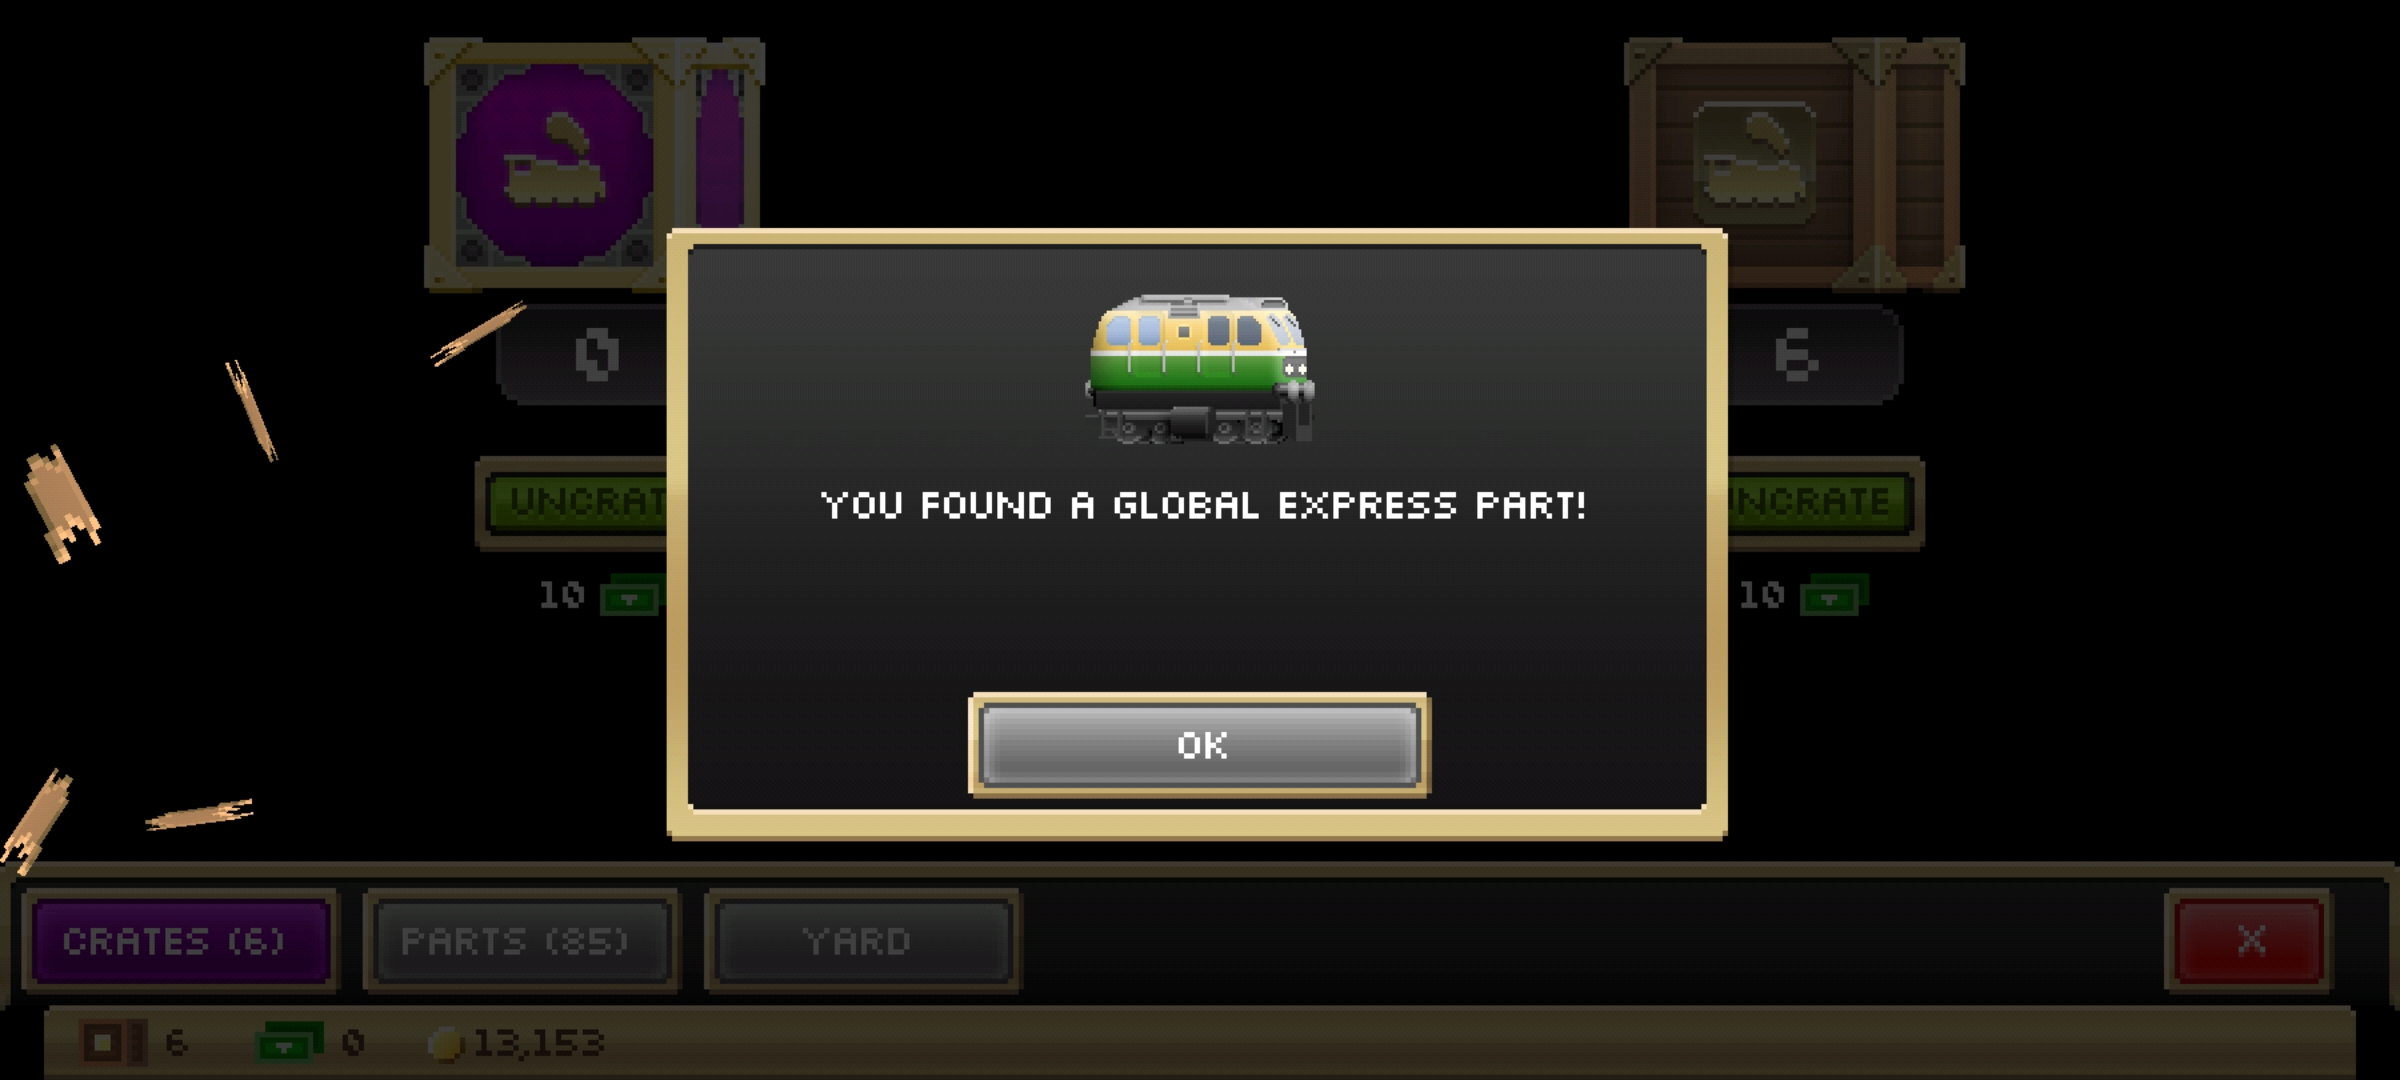 0
6
YOU FOUND A GLOBAL EXPRESS PART!
UNCRAT
NCRATE
10
10
OK
CRATES (6)
PARTS (85)
YARD
X
6
0
13,153